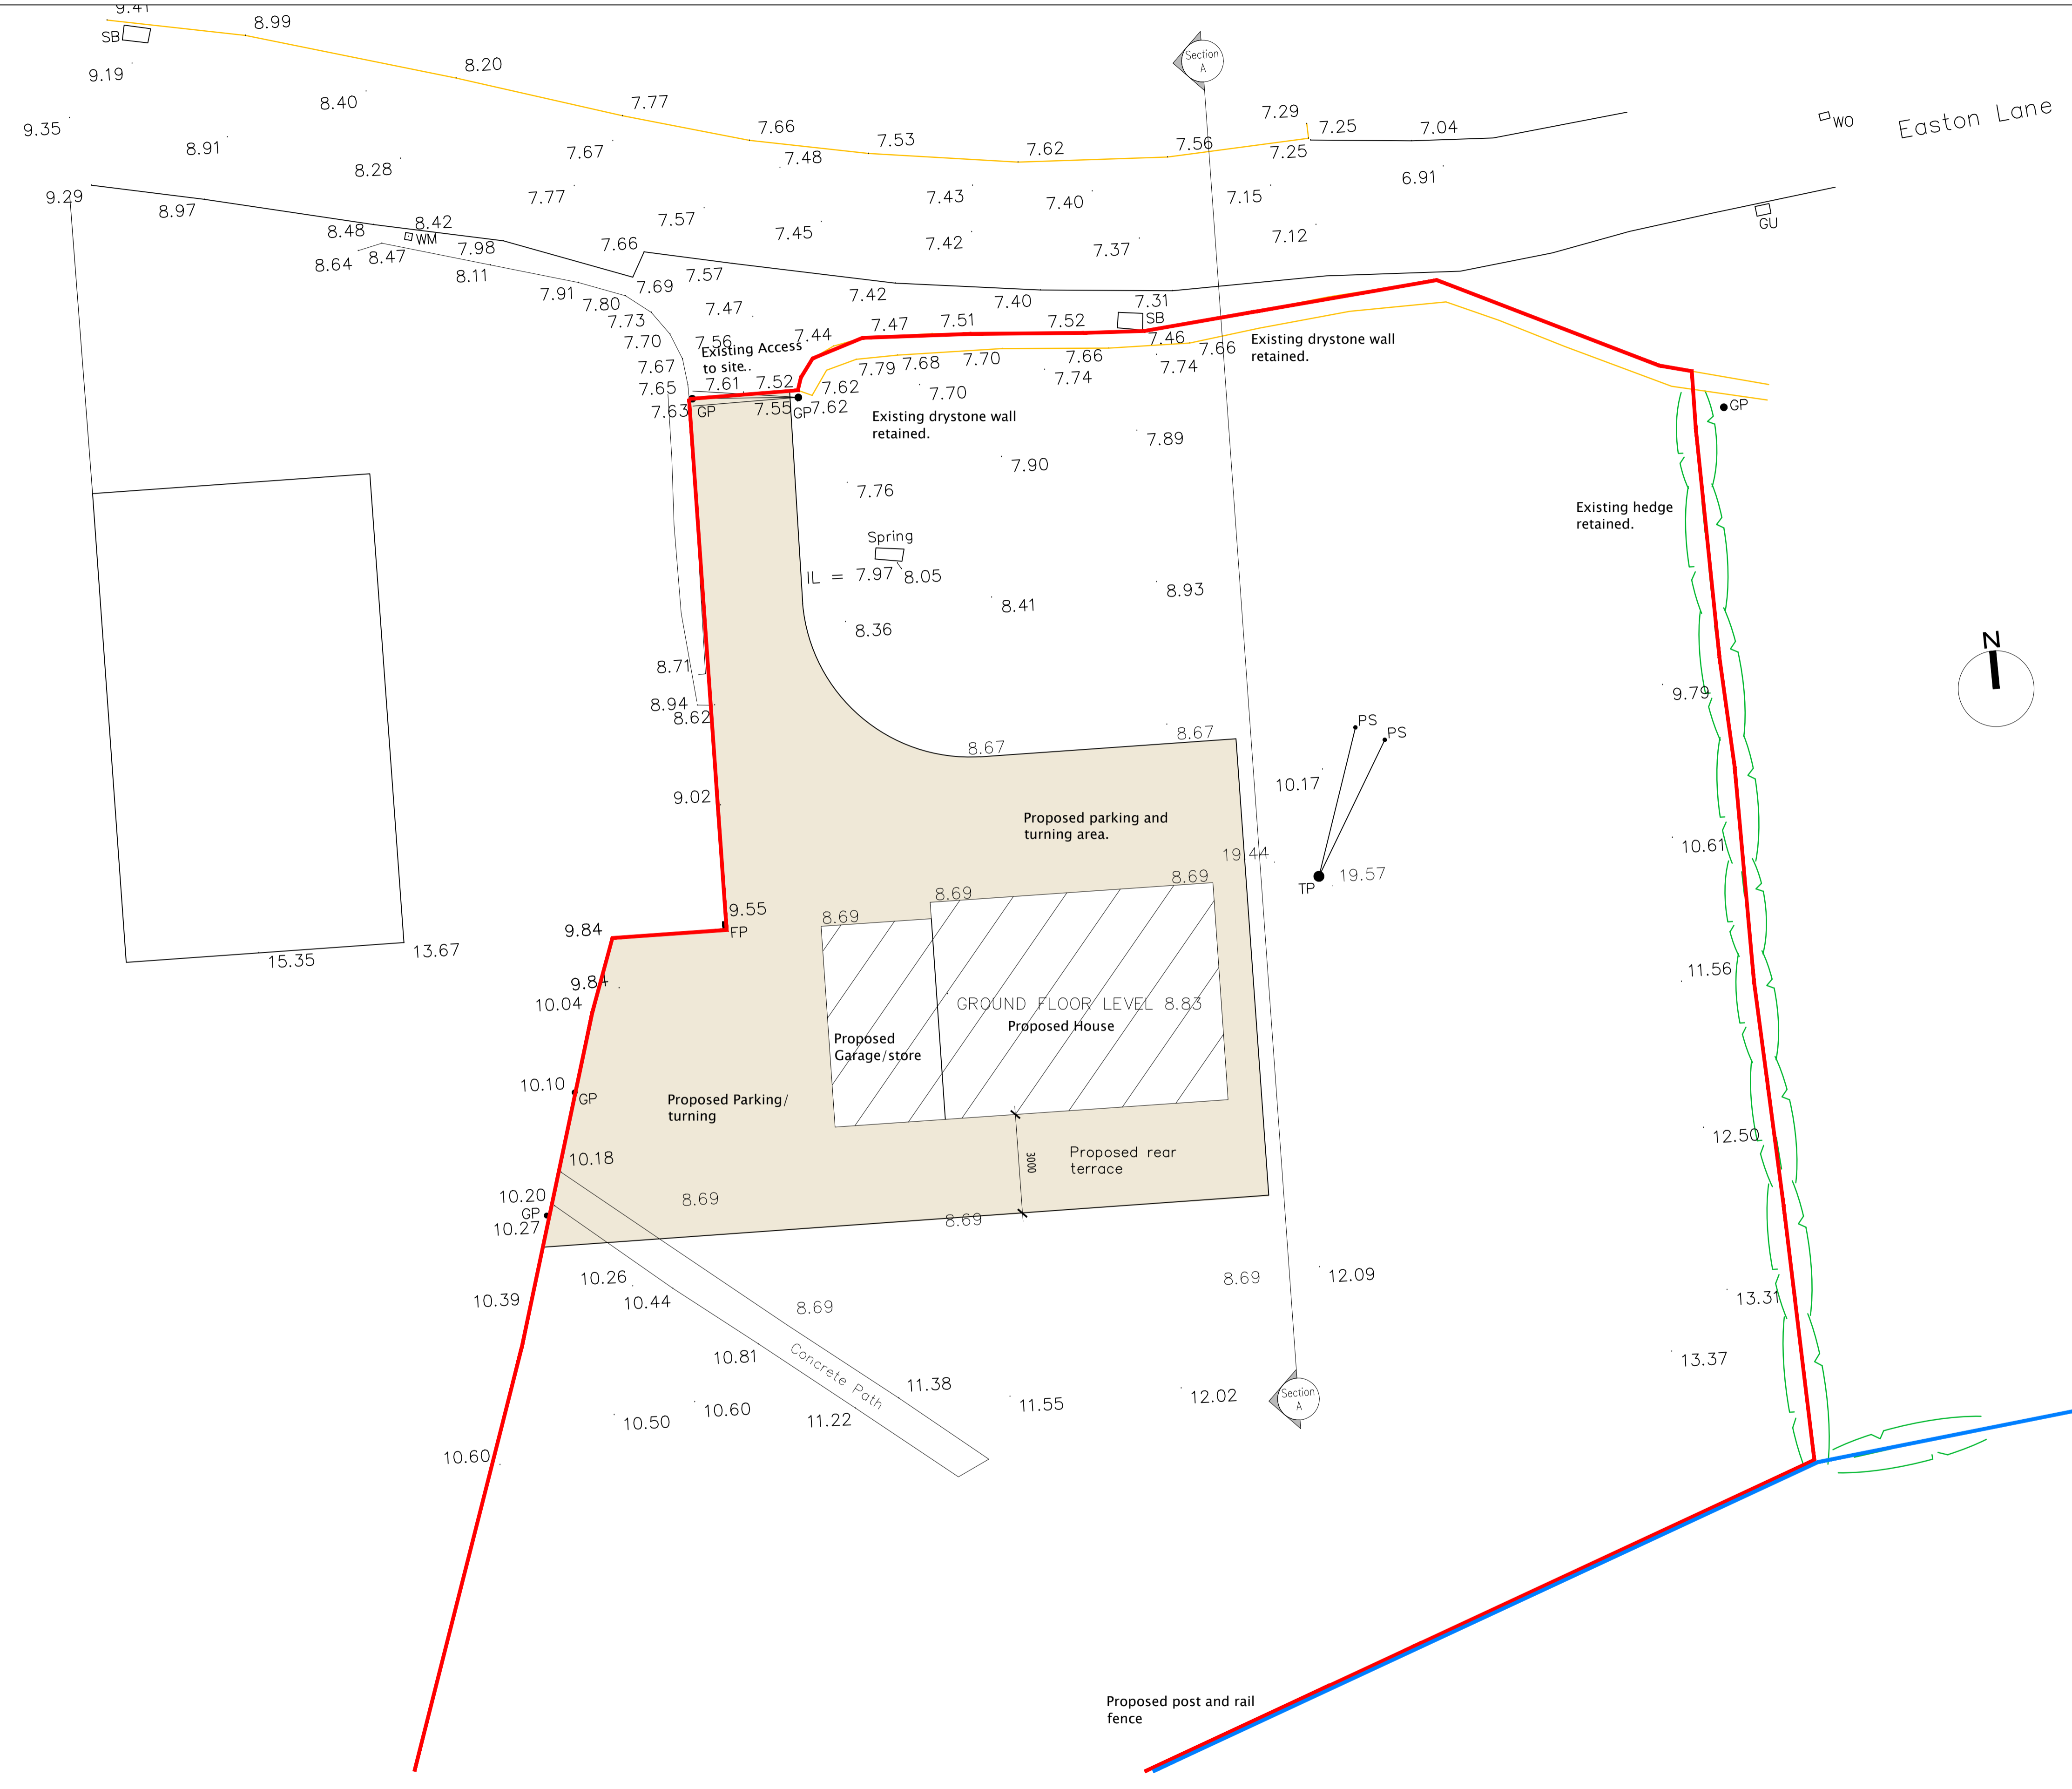 9.41
8.99
SB
8.20
9.19
8.40
7.77
9.35
8.91
7.66
7.53
7.62
7.56
7.29
7.25
7.04
WO
Easton Lane
Section
A
7.67
7.48
7.25
8.28
6.91
9.29
8.97
7.77
7.43
7.40
7.15
8.48
8.42
WM
7.98
7.57
7.45
7.42
7.37
7.12
GU
8.64
8.47
8.11
7.66
7.57
7.91
7.69
7.80
7.47
7.42
7.40
7.31
SB
7.73
7.70
7.56
7.44
7.47
7.51
7.52
7.46
7.66
Existing Access
to site..
Existing drystone wall
retained.
7.67
7.65
7.61
7.52
7.62
7.79
7.68
7.70
7.66
7.74
7.74
7.63
GP
7.55
GP
7.62
7.70
Existing drystone wall
retained.
GP
7.89
7.90
7.76
Existing hedge
retained.
Spring
IL = 7.97
8.05
8.93
8.41
8.36
N
8.71
8.94
8.62
9.79
8.67
8.67
PS
PS
10.17
9.02
Proposed parking and
turning area.
10.61
19.44
TP
19.57
8.69
8.69
8.69
9.55
FP
9.84
13.67
15.35
9.84
10.04
11.56
GROUND FLOOR LEVEL 8.83
Proposed House
Proposed
Garage/store
10.10
GP
Proposed Parking/
turning
12.50
10.18
3000
Proposed rear
terrace
10.20
GP
10.27
8.69
8.69
10.26
10.44
10.39
8.69
8.69
12.09
13.31
Concrete Path
10.81
13.37
11.38
11.55
12.02
Section
A
10.50
10.60
11.22
10.60
Proposed post and rail
fence